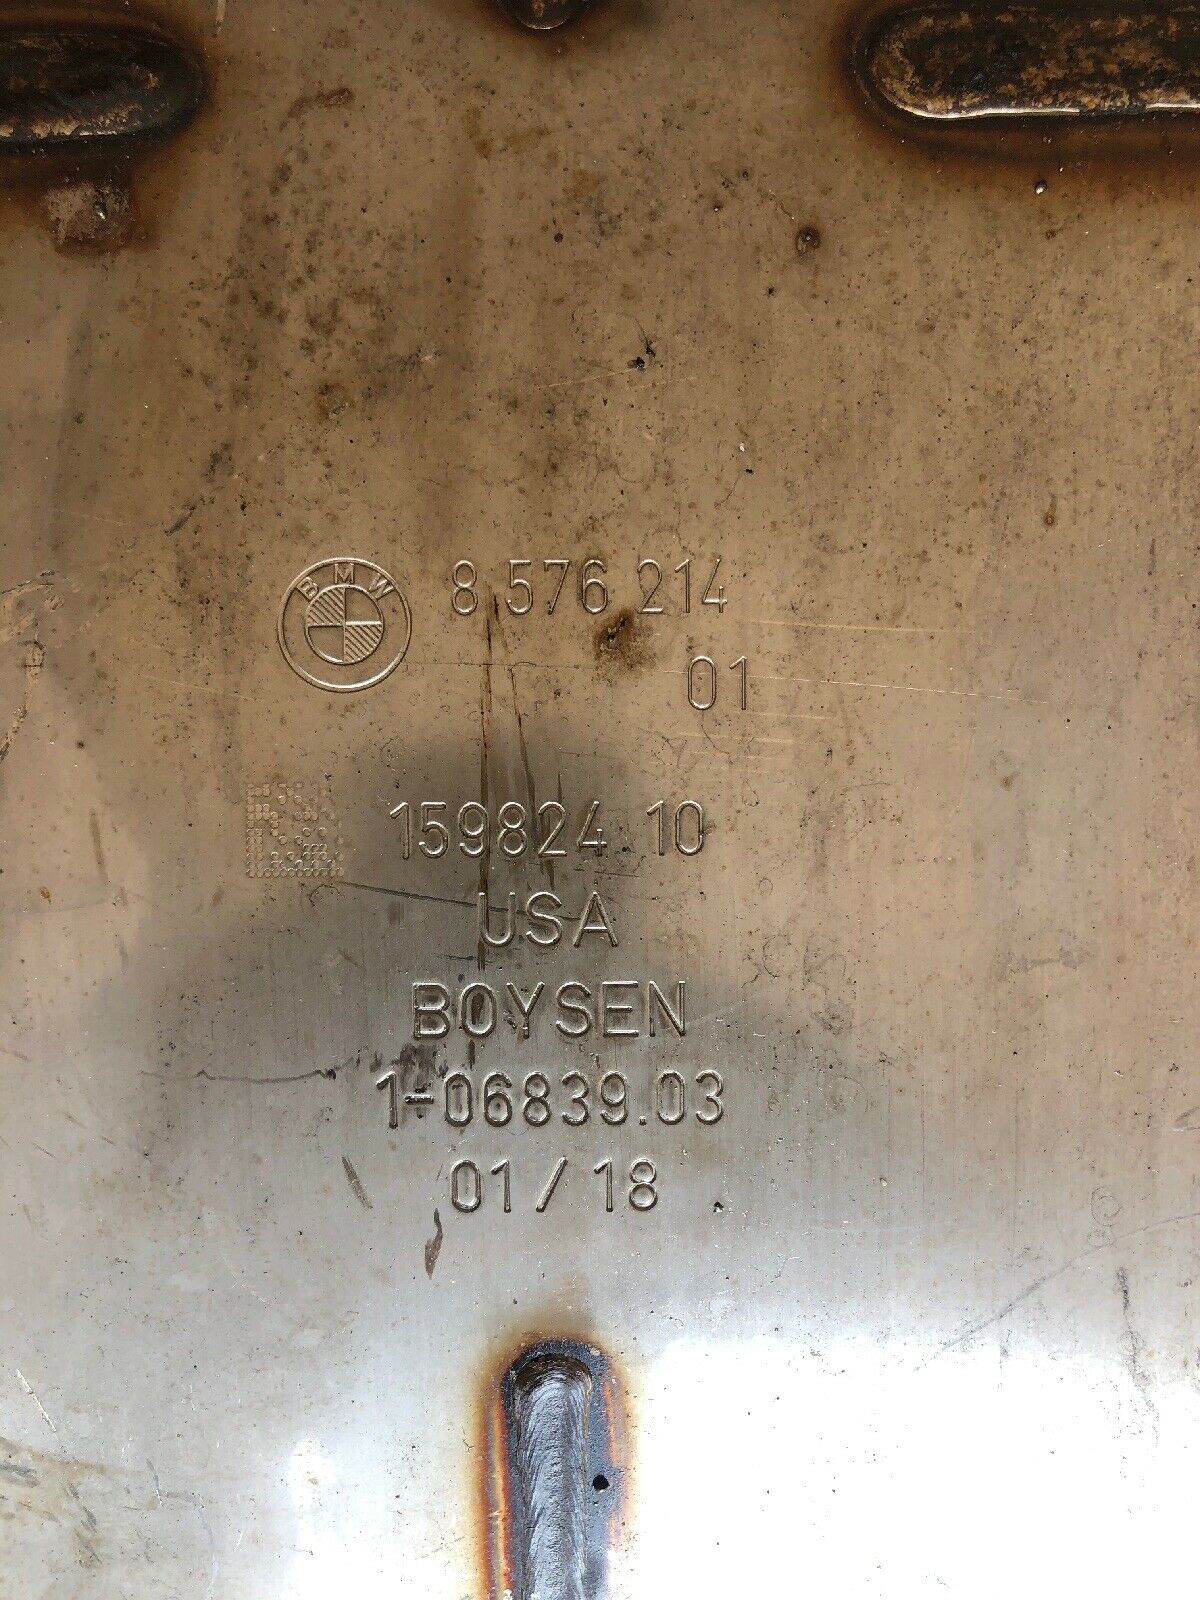 BMW 8 576 214
01
159824 10
USA
BOYSEN
1-06839.03
01/18